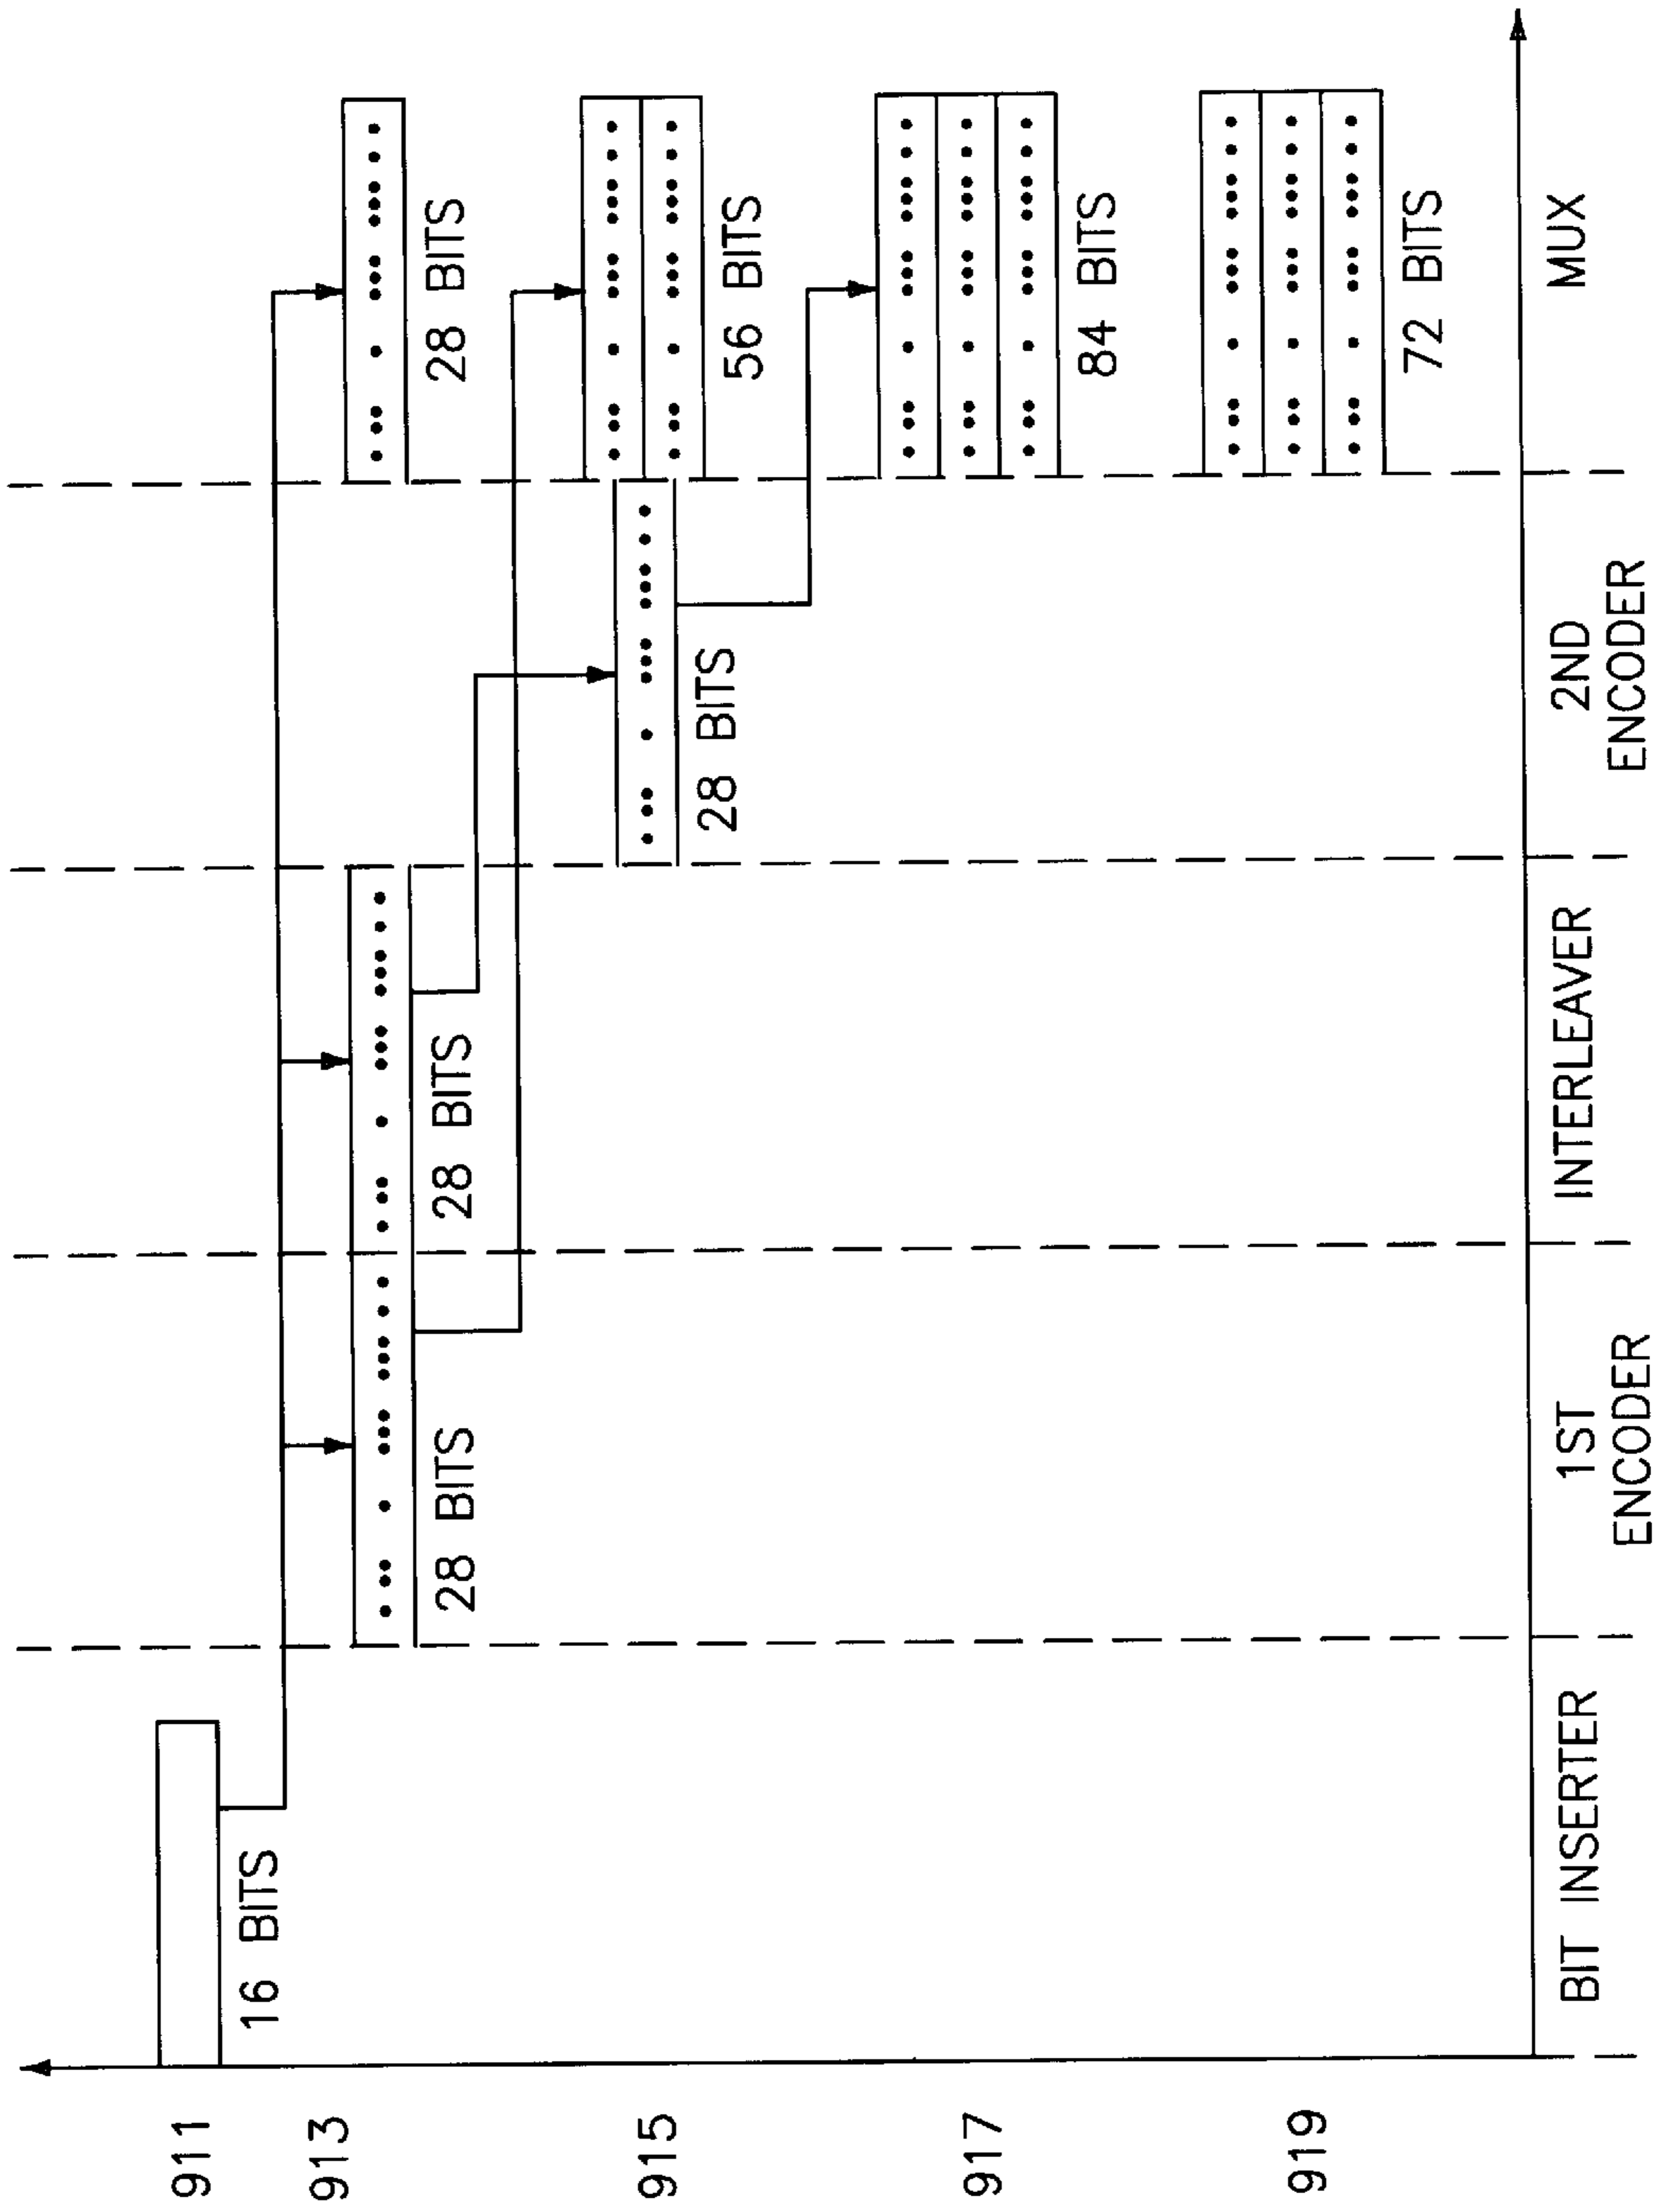 911
16 BITS
913
28 BITS
28 BITS
28 BITS
915
28 BITS
56 BITS
917
84 BITS
919
72 BITS
BIT INSERTER
1ST
ENCODER
INTERLEAVER
2ND
ENCODER
MUX